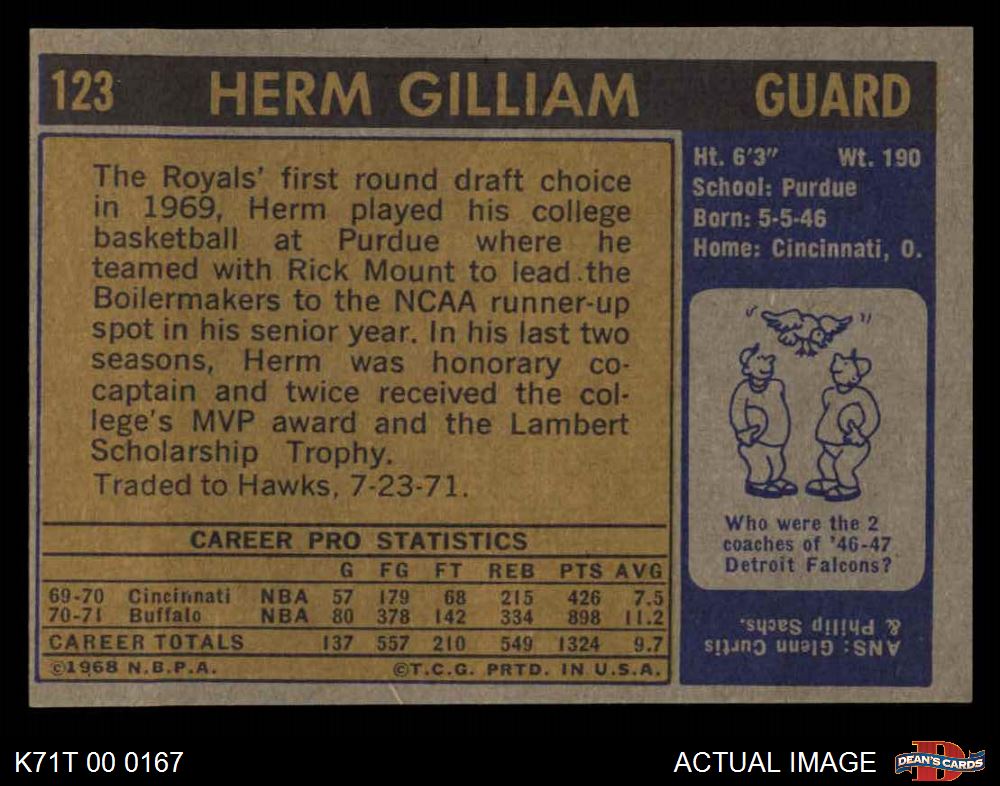 123 HERM GILLIAM GUARD
The Royals' first round draft choice
in 1969, Herm played his college
basketball at Purdue where he
teamed with Rick Mount to lead the
Boilermakers to the NCAA runner-up
spot in his senior year. In his last two
seasons, Herm was honorary co-
captain and twice received the col-
lege's MVP award and the Lambert
Scholarship Trophy.
Traded to Hawks, 7-23-71.
CAREER PRO STATISTICS
G FG FT REB PTS AVG
69-70 Cincinnati NBA 57 179 68 215 426 7.5
70-71 Buffalo NBA 80 378 142 334 898 11.2
CAREER TOTALS 137 557 210 549 1324 9.7
©1968 N.B.P.A. ©T.C.G. PRTD. IN U.S.A.
Ht. 6'3" Wt. 190
School: Purdue
Born: 5-5-46
Home: Cincinnati, O.
Who were the 2
coaches of '46-47
Detroit Falcons?
ANS: Glenn Curtis
& Philip Sachs.
K71T 00 0167 ACTUAL IMAGE
D
DEAN'S CARDS